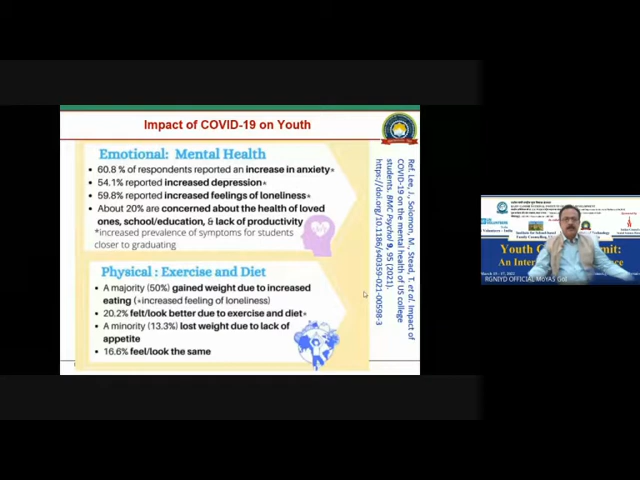 Impact of COVID-19 on Youth
Emotional: Mental Health
60.8 % of respondents reported an increase in anxiety*
54.1% reported increased depression*
59.8% reported increased feelings of loneliness*
About 20% are concerned about the health of loved
ones, school/education, & lack of productivity
*increased prevalence of symptoms for students
closer to graduating
Physical : Exercise and Diet
A majority (50%) gained weight due to increased
eating (*increased feeling of loneliness)
20.2% felt/look better due to exercise and diet*
A minority (13.3%) lost weight due to lack of
appetite
16.6% feel/look the same
Ref. Lee, J., Solomon, M., Stead, T. et al. Impact of
COVID-19 on the mental health of US college
students. BMC Psychol 9, 95 (2021).
https://doi.org/10.1186/s40359-021-00598-3
Youth
mit:
An Inter
RGNIYD OFFICIAL MoYAS GoI